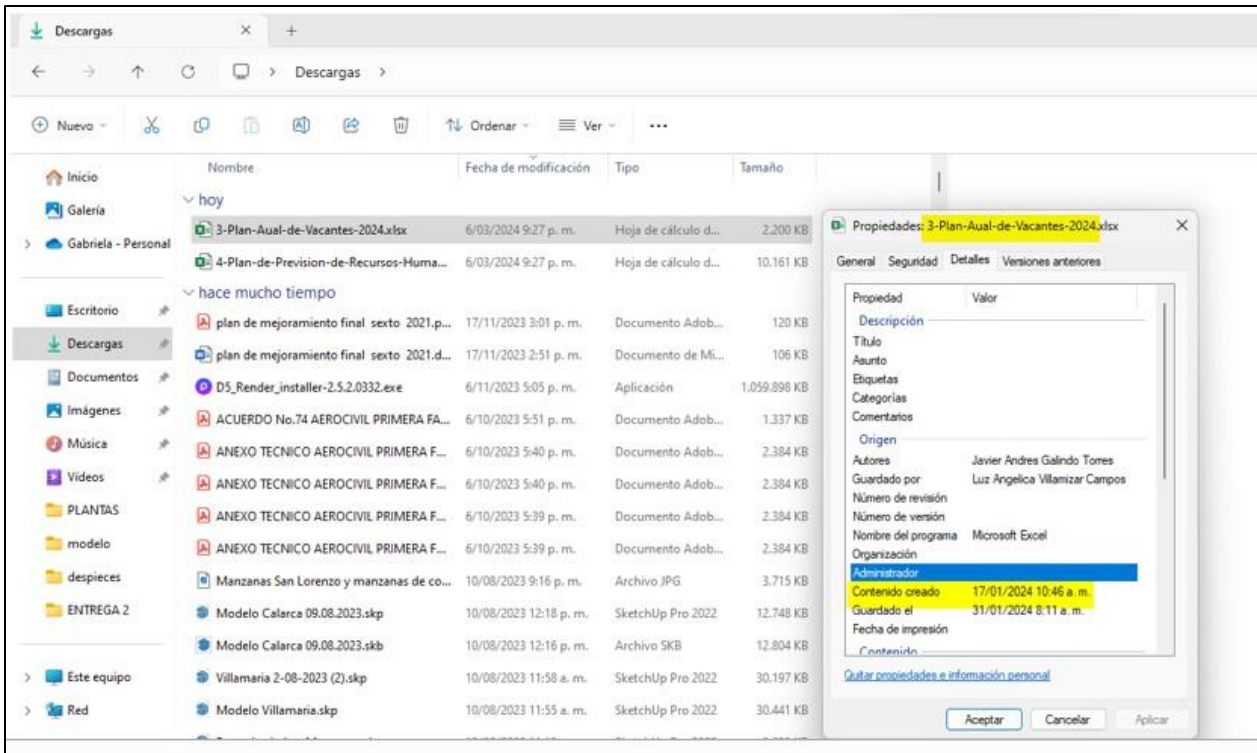 Descargas
Descargas
Nuevo
Ordenar
Ver
Inicio
Galería
Gabriela - Personal
Escritorio
Descargas
Documentos
Imágenes
Música
Vídeos
PLANTAS
modelo
despieces
ENTREGA 2
Este equipo
Red
Nombre Fecha de modificación Tipo Tamaño
hoy
3-Plan-Aual-de-Vacantes-2024.xlsx 6/03/2024 9:27 p. m. Hoja de cálculo d... 2.200 KB
4-Plan-de-Prevision-de-Recursos-Huma... 6/03/2024 9:27 p. m. Hoja de cálculo d... 10.161 KB
hace mucho tiempo
plan de mejoramiento final sexto 2021.p... 17/11/2023 3:01 p. m. Documento Adob... 120 KB
plan de mejoramiento final sexto 2021.d... 17/11/2023 2:51 p. m. Documento de Mi... 106 KB
D5_Render_installer-2.5.2.0332.exe 6/11/2023 5:05 p. m. Aplicación 1.059.898 KB
ACUERDO No.74 AEROCIVIL PRIMERA FA... 6/10/2023 5:51 p. m. Documento Adob... 1.337 KB
ANEXO TECNICO AEROCIVIL PRIMERA F... 6/10/2023 5:40 p. m. Documento Adob... 2.384 KB
ANEXO TECNICO AEROCIVIL PRIMERA F... 6/10/2023 5:40 p. m. Documento Adob... 2.384 KB
ANEXO TECNICO AEROCIVIL PRIMERA F... 6/10/2023 5:39 p. m. Documento Adob... 2.384 KB
ANEXO TECNICO AEROCIVIL PRIMERA F... 6/10/2023 5:39 p. m. Documento Adob... 2.384 KB
Manzanas San Lorenzo y manzanas de co... 10/08/2023 9:16 p. m. Archivo JPG 3.715 KB
Modelo Calarca 09.08.2023.skp 10/08/2023 12:18 p. m. SketchUp Pro 2022 12.748 KB
Modelo Calarca 09.08.2023.skb 10/08/2023 12:16 p. m. Archivo SKB 12.804 KB
Villamaria 2-08-2023 (2).skp 10/08/2023 11:58 a. m. SketchUp Pro 2022 30.197 KB
Modelo Villamaria.skp 10/08/2023 11:55 a. m. SketchUp Pro 2022 30.441 KB
Propiedades: 3-Plan-Aual-de-Vacantes-2024.xlsx
General Seguridad Detalles Versiones anteriores
Propiedad Valor
Descripción
Título
Asunto
Etiquetas
Categorías
Comentarios
Origen
Autores Javier Andres Galindo Torres
Guardado por Luz Angelica Villamizar Campos
Número de revisión
Número de versión
Nombre del programa Microsoft Excel
Organización
Administrador
Contenido creado 17/01/2024 10:46 a. m.
Guardado el 31/01/2024 8:11 a. m.
Fecha de impresión
Contenido
Quitar propiedades e información personal
Aceptar Cancelar Aplicar